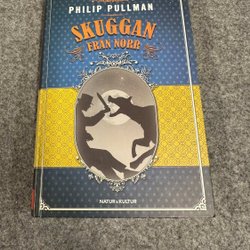 PHILIP PULLMAN
SKUGGAN
FRÅN NORR
NATUR & KULTUR